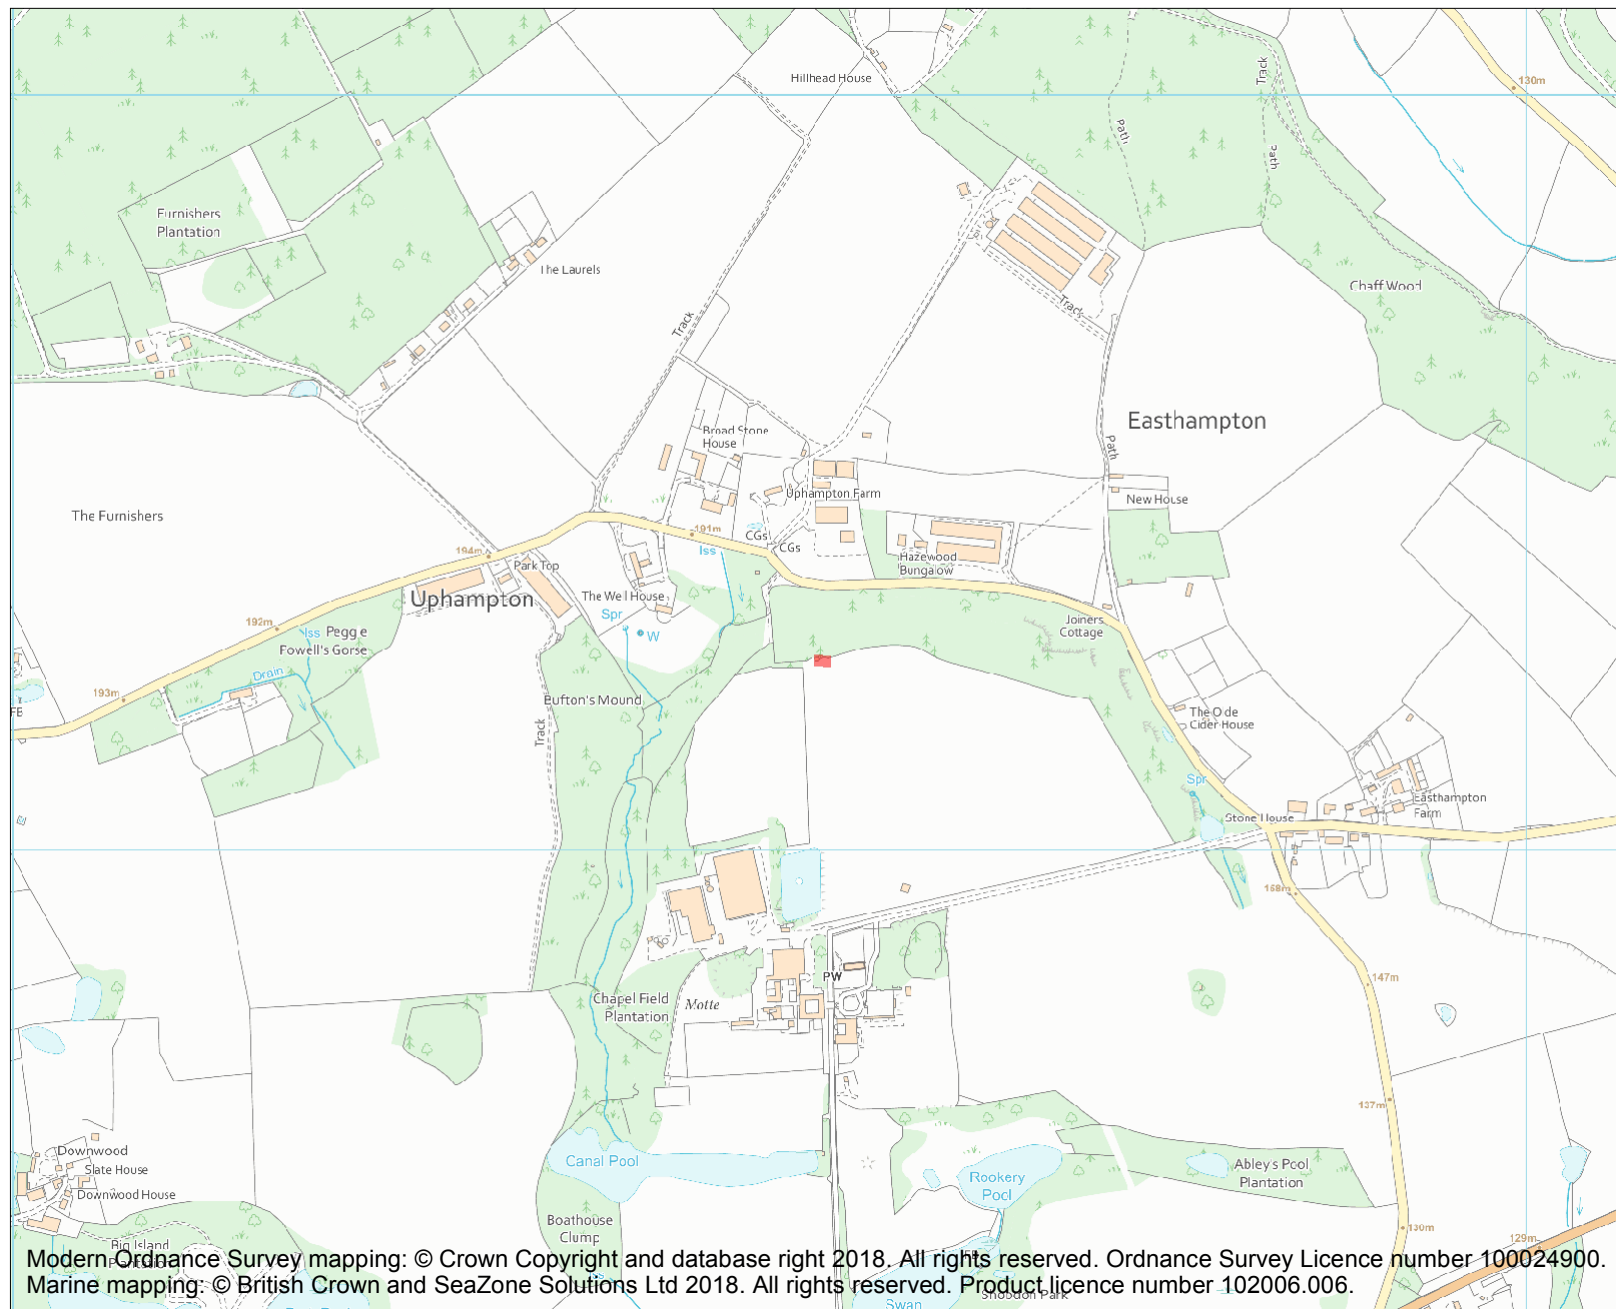 Hillhead House
Track
130m
Path
Path
Furnishers
Plantation
The Laurels
Chaff Wood
Track
Track
Easthampton
Broad Stone
House
Path
Uphampton Farm
New House
The Furnishers
191m
CGs
CGs
Iss
194m
Hazewood
Bungalow
Park Top
Uphampton
The Well House
Spr
W
Joiners
Cottage
192m
Iss
Peggie
Fowell's Gorse
Drain
193m
FB
Bufton's Mound
Track
The Olde
Cider House
Spr
Easthampton
Farm
Stone House
158m
PW
147m
Chapel Field
Plantation
Motte
137m
Downwood
Slate House
Downwood House
Canal Pool
Rookery
Pool
Abley's Pool
Plantation
Boathouse
Clump
130m
129m
Big Island
Plantation
Modern Ordnance Survey mapping: © Crown Copyright and database right 2018. All rights reserved. Ordnance Survey Licence number 100024900.
Marine mapping: © British Crown and SeaZone Solutions Ltd 2018. All rights reserved. Product licence number 102006.006.
Shobdon Park
Swan